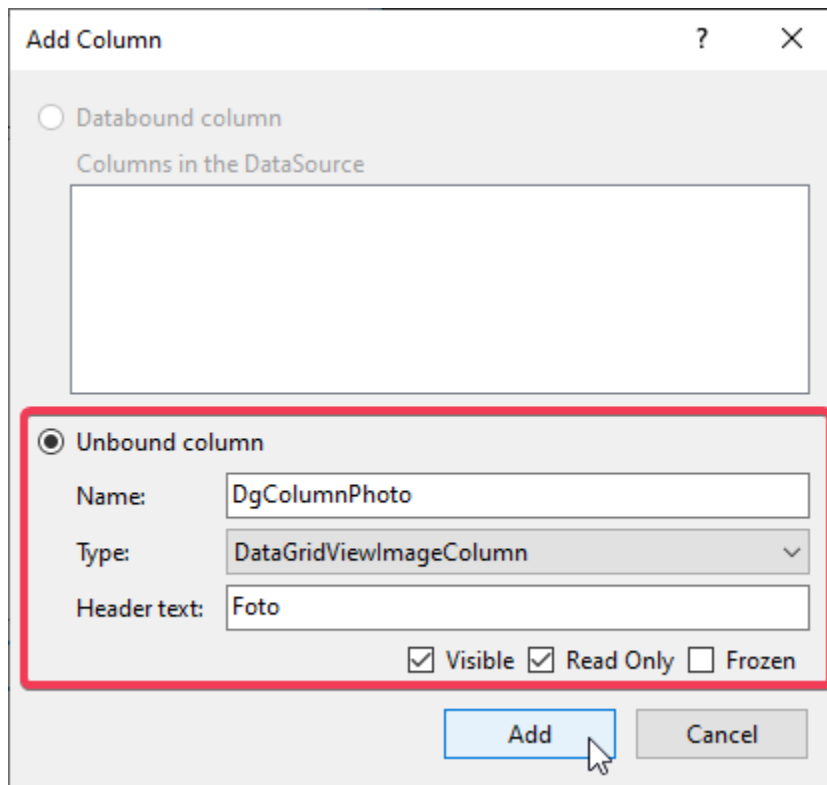 Add Column
?
Databound column
Columns in the DataSource
Unbound column
Name: DgColumnPhoto
Type: DataGridViewImageColumn
Header text: Foto
Visible Read Only Frozen
Add Cancel